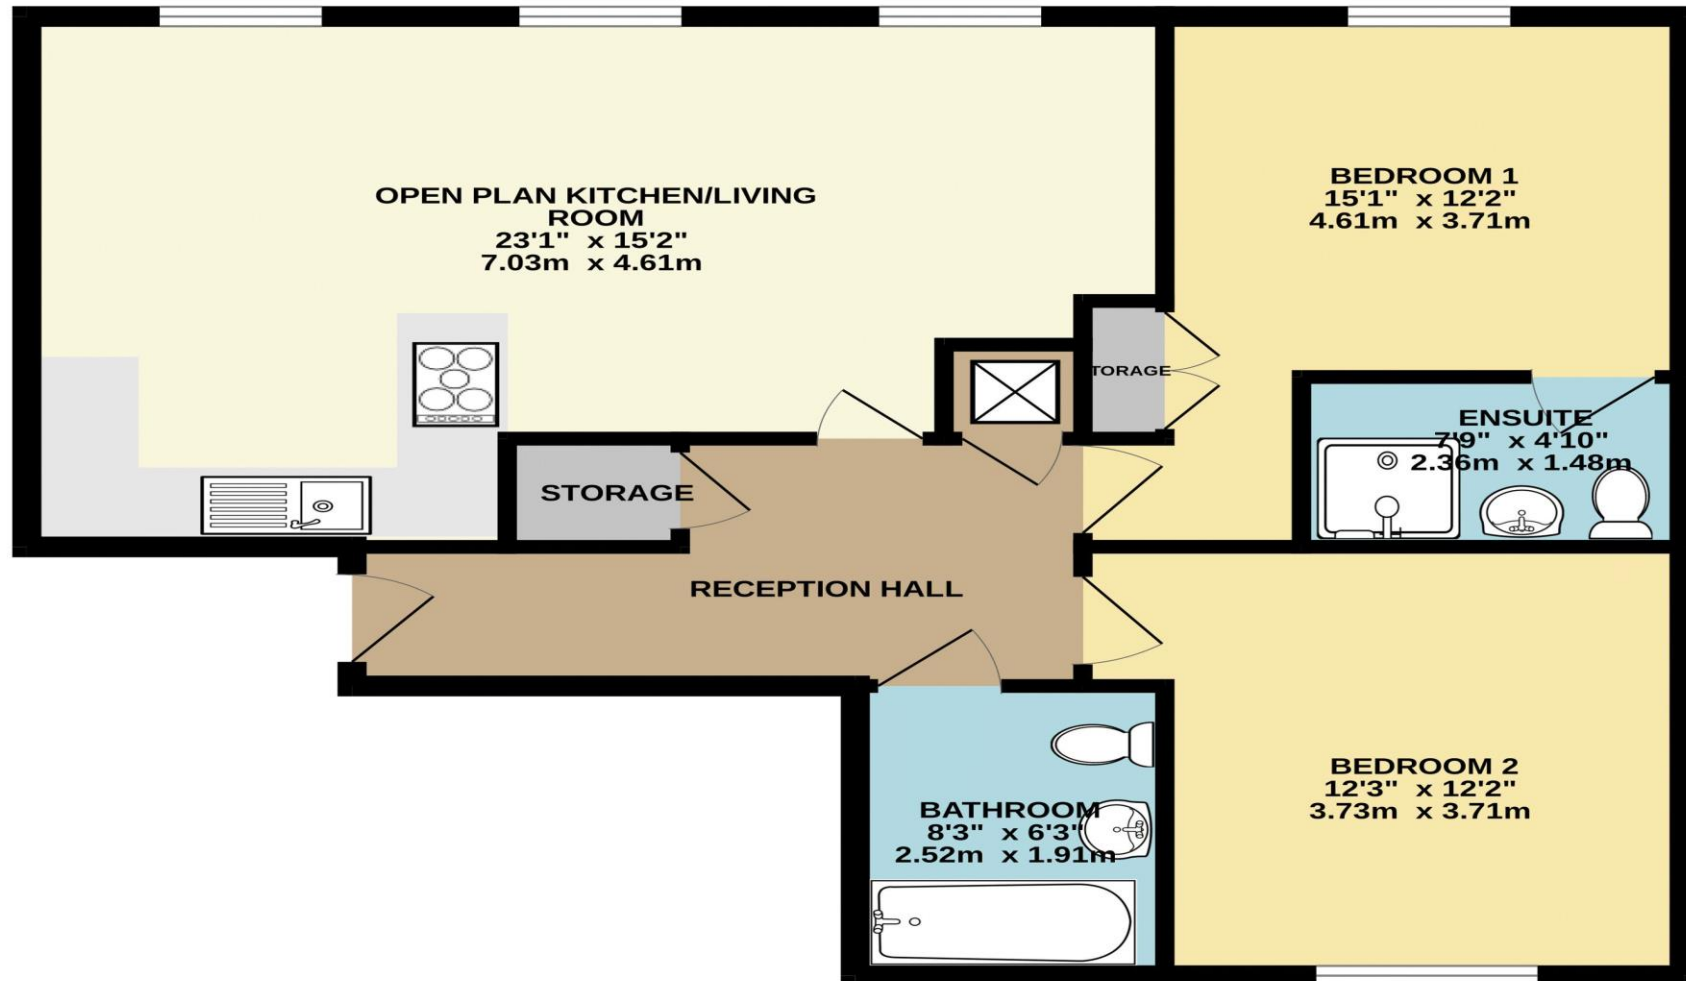 OPEN PLAN KITCHEN/LIVING
ROOM
23'1" x 15'2"
7.03m x 4.61m
BEDROOM 1
15'1" x 12'2"
4.61m x 3.71m
TORAGE
ENSUITE
7'9" x 4'10"
2.36m x 1.48m
STORAGE
RECEPTION HALL
BEDROOM 2
12'3" x 12'2"
3.73m x 3.71m
BATHROOM
8'3" x 6'3"
2.52m x 1.91m